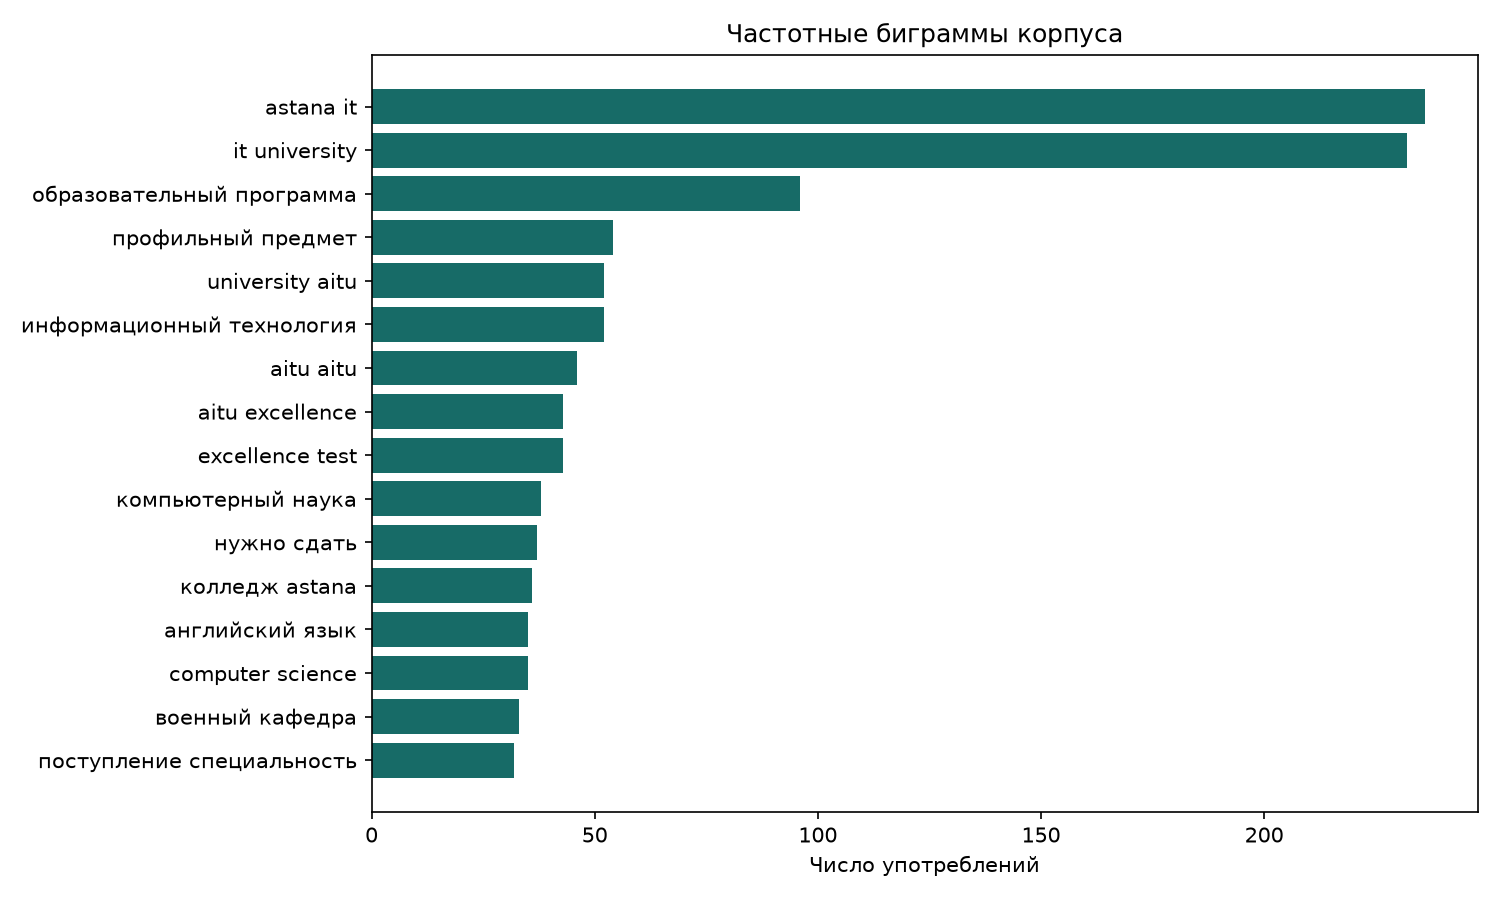 Частотные биграммы корпуса
astana it
it university
образовательный программа
профильный предмет
university aitu
информационный технология
aitu aitu
aitu excellence
excellence test
компьютерный наука
нужно сдать
колледж astana
английский язык
computer science
военный кафедра
поступление специальность
0 50 100 150 200
Число употреблений